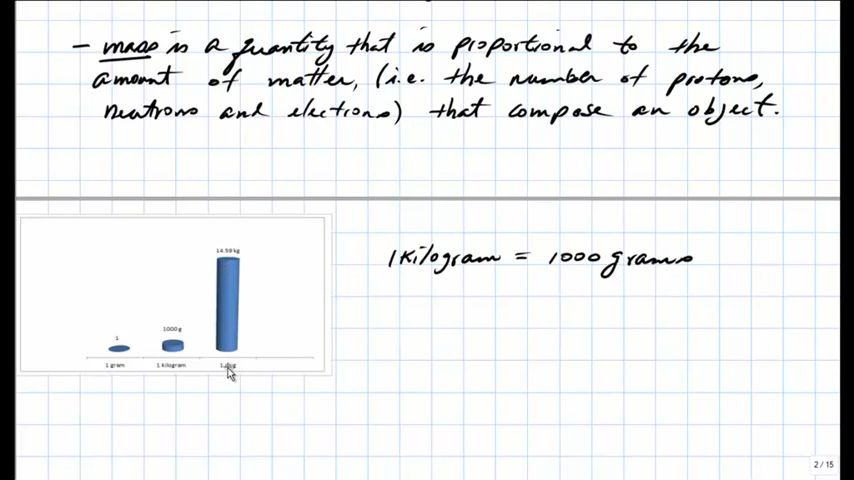 - mass is a quantity that is proportional to the
amount of matter, (i.e. the number of protons,
neutrons and electrons) that compose an object.
14.59 kg
1000 g
1
1 gram 1 kilogram
1 kilogram = 1000 grams
2 / 15